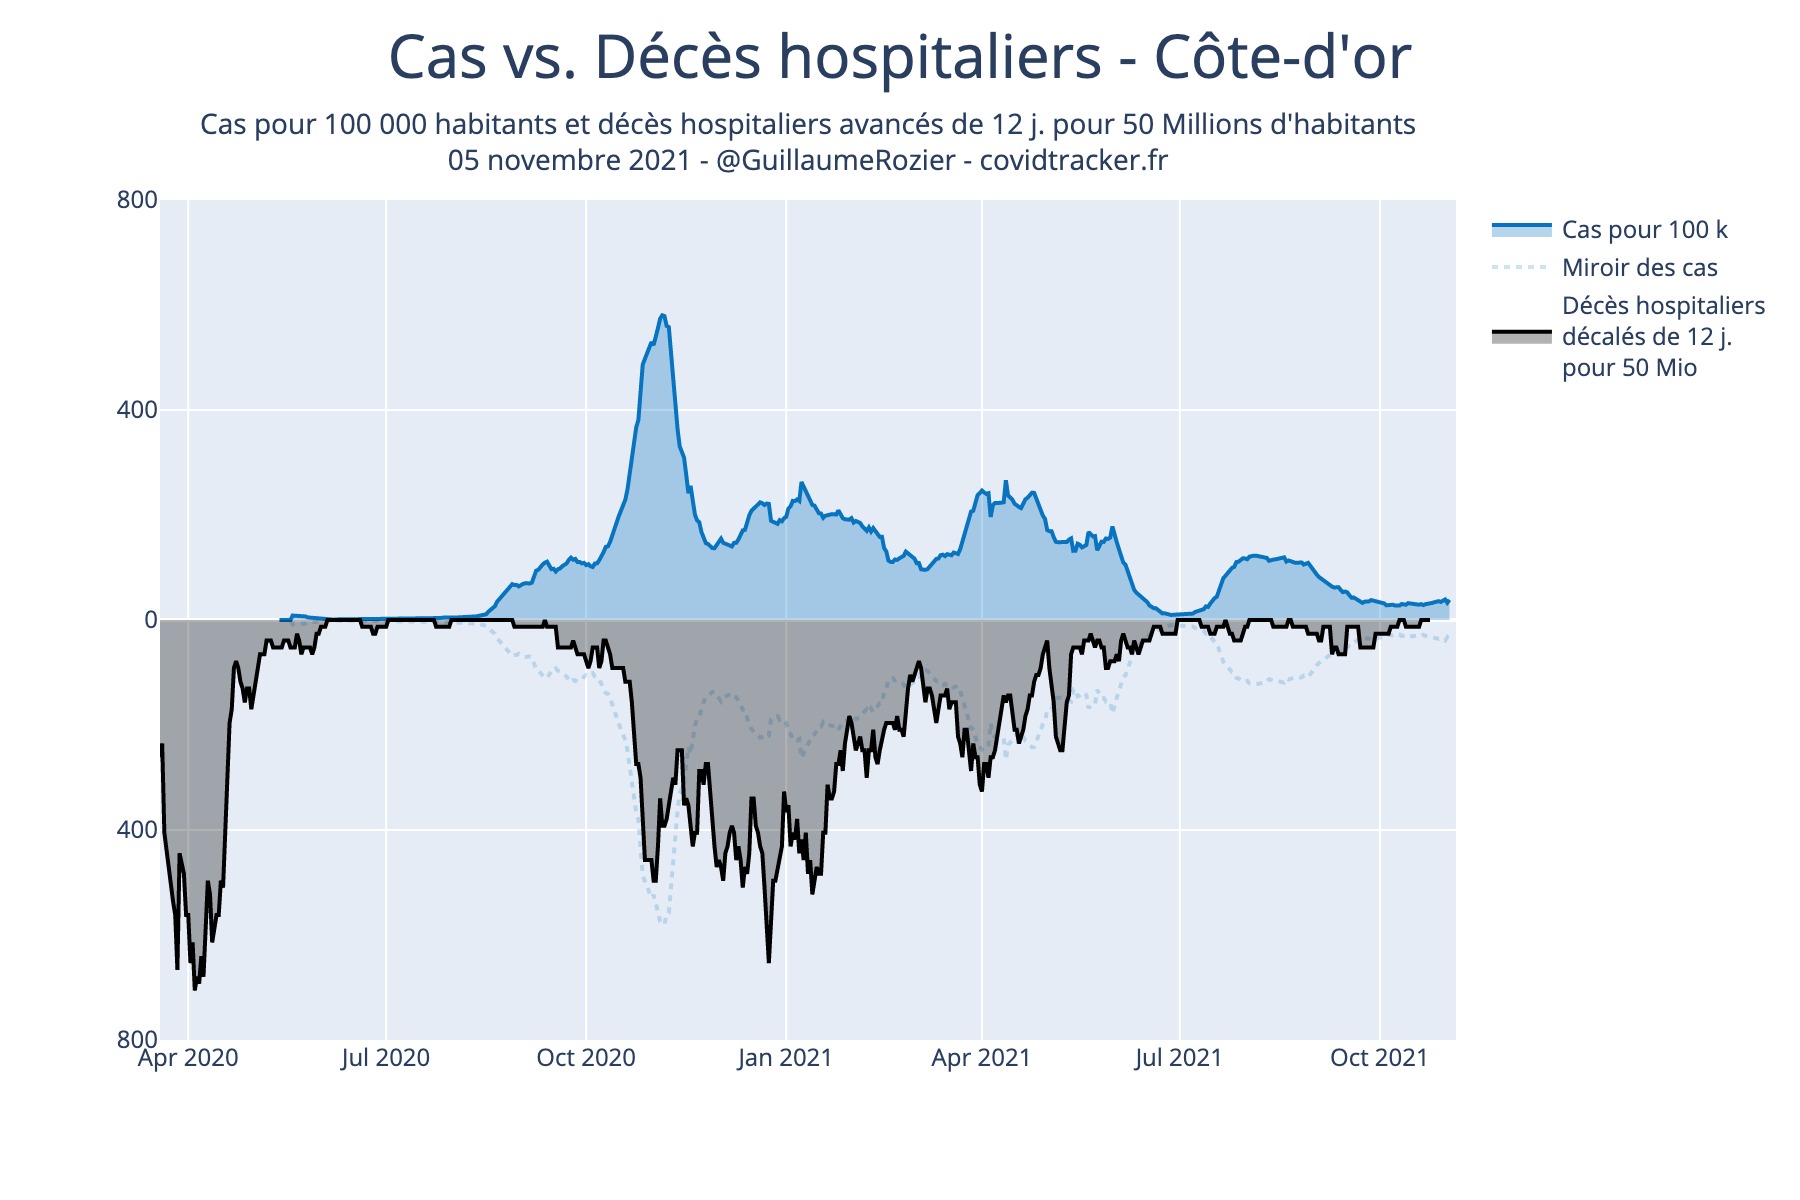 Cas vs. Décès hospitaliers - Côte-d'or
Cas pour 100 000 habitants et décès hospitaliers avancés de 12 j. pour 50 Millions d'habitants
05 novembre 2021 - @GuillaumeRozier - covidtracker.fr
800
400
0
400
800
Apr 2020
Jul 2020
Oct 2020
Jan 2021
Apr 2021
Jul 2021
Oct 2021
Cas pour 100 k
Miroir des cas
Décès hospitaliers
décalés de 12 j.
pour 50 Mio